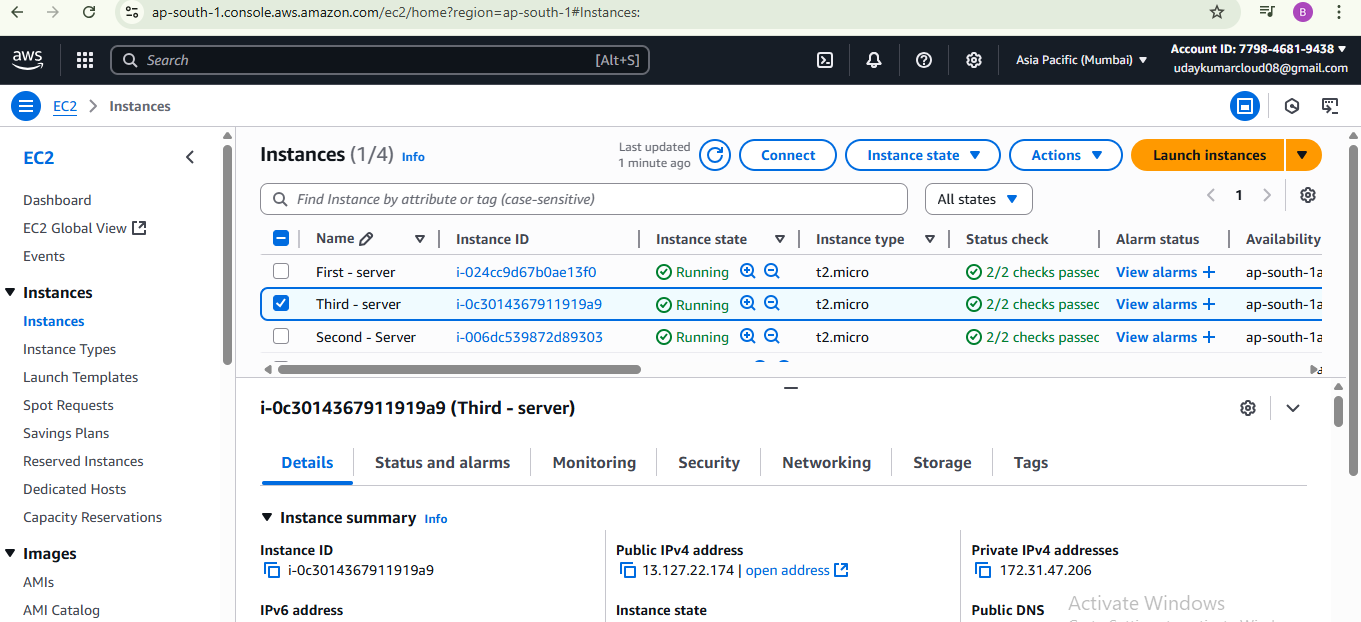 ap-south-1.console.aws.amazon.com/ec2/home?region=ap-south-1#Instances:
B
aws
Search [Alt+S]
Asia Pacific (Mumbai)
Account ID: 7798-4681-9438
udaykumarcloud08@gmail.com
EC2 > Instances
EC2
Dashboard
EC2 Global View
Events
Instances
Instances
Instance Types
Launch Templates
Spot Requests
Savings Plans
Reserved Instances
Dedicated Hosts
Capacity Reservations
Images
AMIs
AMI Catalog
Instances (1/4) Info
Last updated
1 minute ago
Connect
Instance state
Actions
Launch instances
Find Instance by attribute or tag (case-sensitive)
All states
1
Name Instance ID Instance state Instance type Status check Alarm status Availability
First - server i-024cc9d67b0ae13f0 Running t2.micro 2/2 checks passec View alarms + ap-south-1a
Third - server i-0c3014367911919a9 Running t2.micro 2/2 checks passec View alarms + ap-south-1a
Second - Server i-006dc539872d89303 Running t2.micro 2/2 checks passec View alarms + ap-south-1a
i-0c3014367911919a9 (Third - server)
Details Status and alarms Monitoring Security Networking Storage Tags
Instance summary Info
Instance ID
i-0c3014367911919a9
Public IPv4 address
13.127.22.174 | open address
Private IPv4 addresses
172.31.47.206
IPv6 address
Instance state
Public DNS
Activate Windows